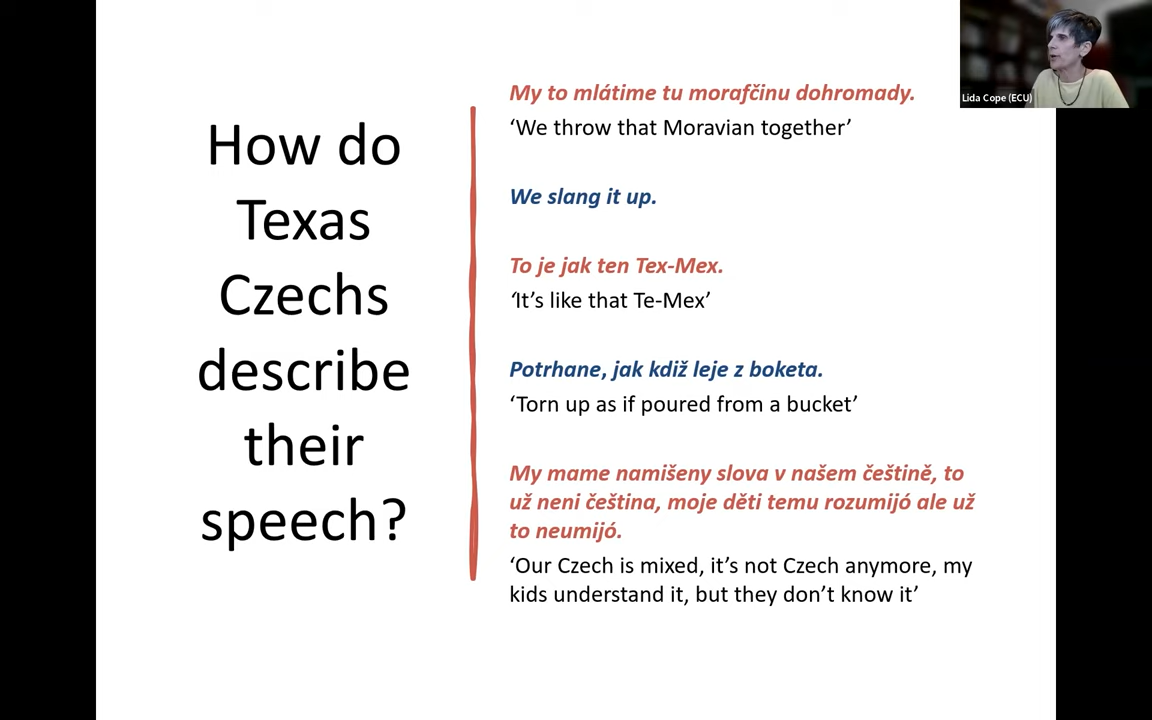 How do
Texas
Czechs
describe
their
speech?
My to mlátime tu morafčinu dohromady.
‘We throw that Moravian together’
We slang it up.
To je jak ten Tex-Mex.
‘It’s like that Te-Mex’
Potrhane, jak kdiž leje z boketa.
‘Torn up as if poured from a bucket’
My mame namišeny slova v našem češtině, to
už neni čeština, moje děti temu rozumijó ale už
to neumijó.
‘Our Czech is mixed, it’s not Czech anymore, my
kids understand it, but they don’t know it’
Lida Cope (ECU)